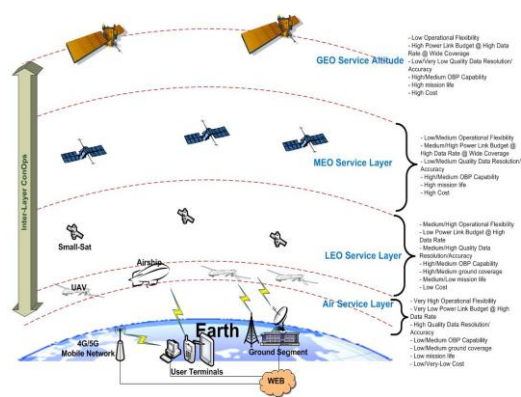 GEO Service Altitude
- Low Operational Flexibility
- High Power Link Budget @ High Data
Rate @ Wide Coverage
- Low/Very Low Quality Data Resolution/
Accuracy
- High/Medium OBP Capability
- High mission life
- High Cost
MEO Service Layer
- Low/Medium Operational Flexibility
- Medium/High Power Link Budget @
High Data Rate @ Wide Coverage
- Low/Medium Quality Data Resolution/
Accuracy
- High/Medium OBP Capability
- High mission life
- High Cost
Inter-Layer ConOps
Small-Sat
LEO Service Layer
- Medium/High Operational Flexibility
- Low Power Link Budget @ High
Data Rate
- Medium/High Quality Data
Resolution/Accuracy
- High/Medium OBP Capability
- High/Medium ground coverage
- Medium/Low mission life
- Low Cost
Airship
UAV
Air Service Layer
- Very High Operational Flexibility
- Very Low Power Link Budget @ High
Data Rate
- High Quality Data Resolution/
Accuracy
- Low/Medium OBP Capability
- Low/Medium ground coverage
- Low mission life
- Low/Very-Low Cost
Earth
4G/5G
Mobile Network
User Terminals
Ground Segment
WEB